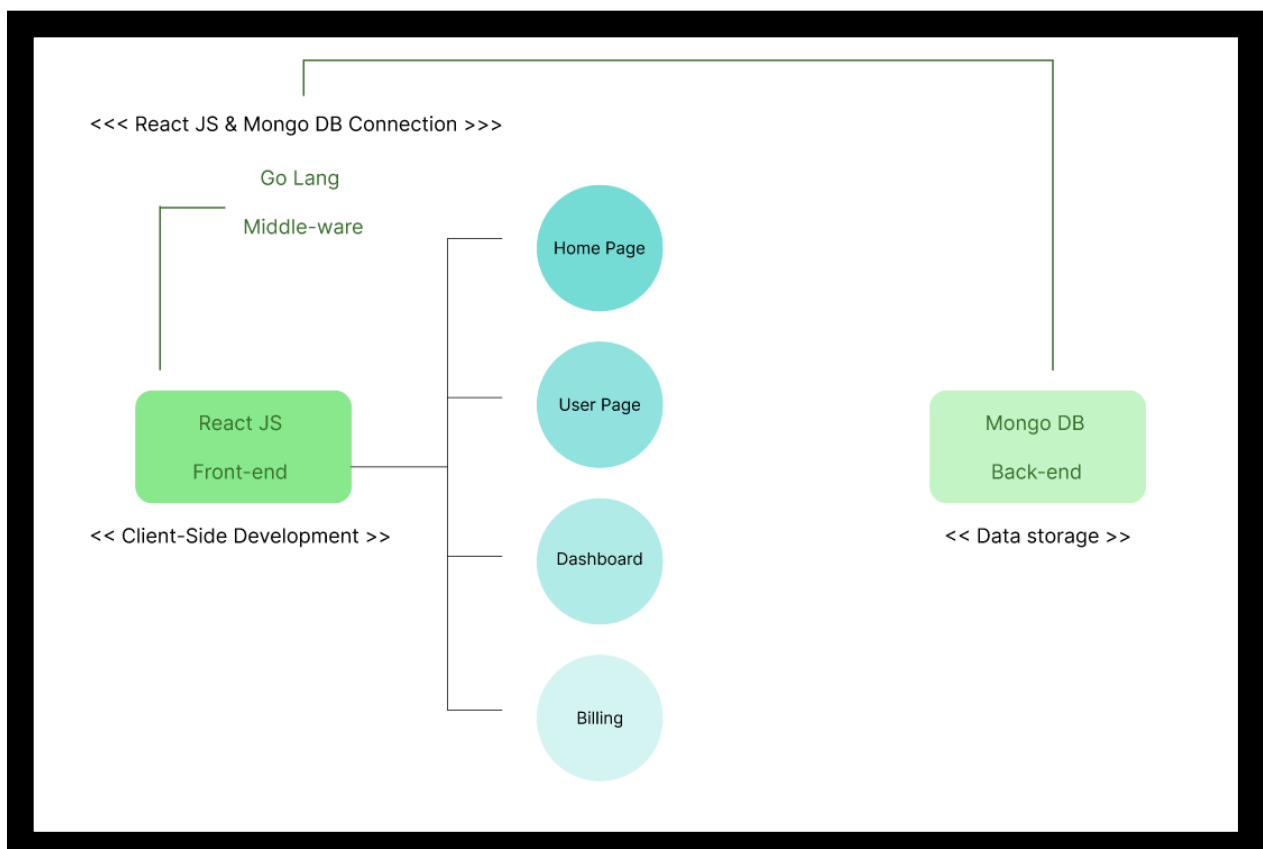 <<< React JS & Mongo DB Connection >>>
Go Lang
Middle-ware
Home Page
User Page
React JS
Front-end
<< Client-Side Development >>
Dashboard
Billing
Mongo DB
Back-end
<< Data storage >>